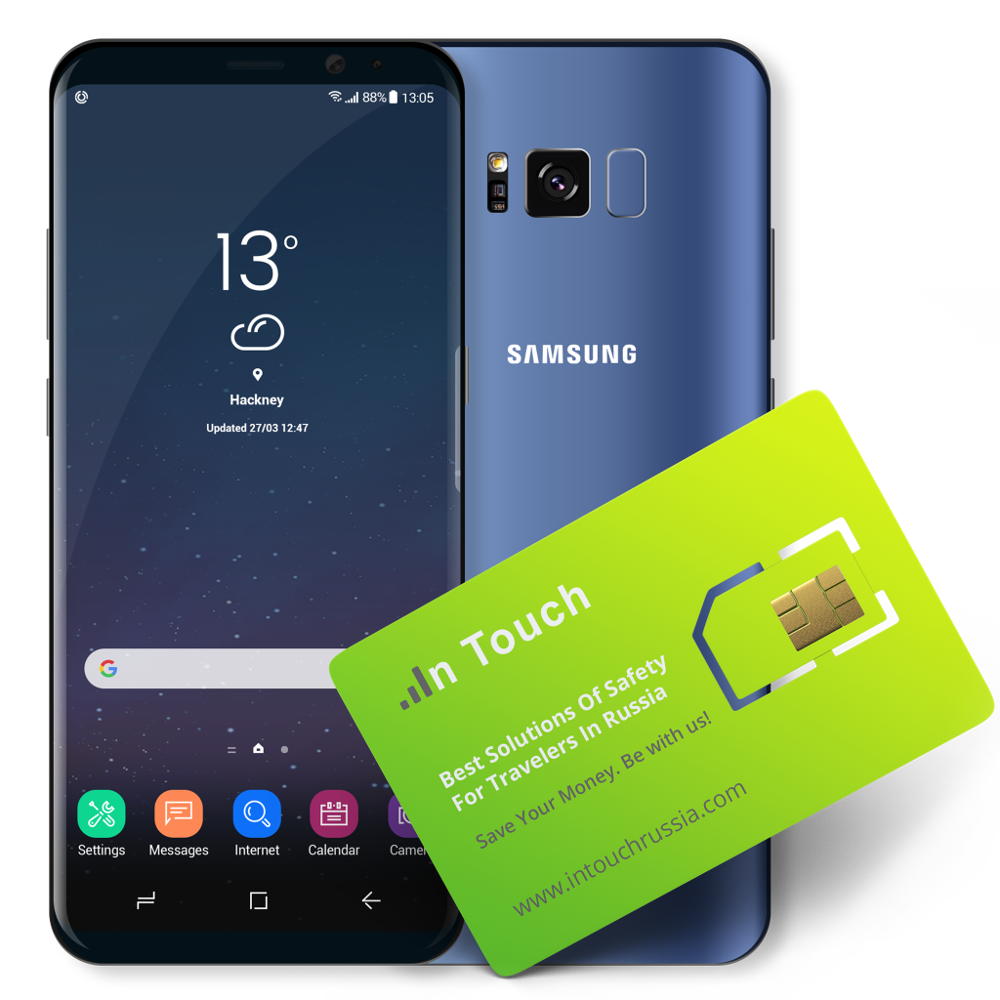 88% 13:05
13°
Hackney
Updated 27/03 12:47
G
Settings Messages Internet Calendar Camer
SAMSUNG
In Touch
Best Solutions Of Safety
For Travelers In Russia
Save Your Money. Be with us!
www.intouchrussia.com